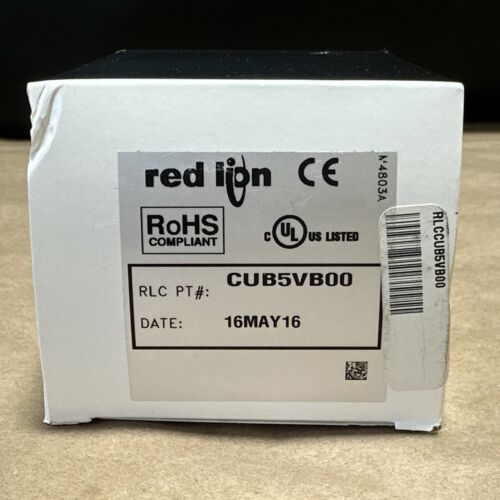 red lion CE
N4803A
RoHS
COMPLIANT
C UL US LISTED
RLC PT#: CUB5VB00
DATE: 16MAY16
RLCCUB5VB00